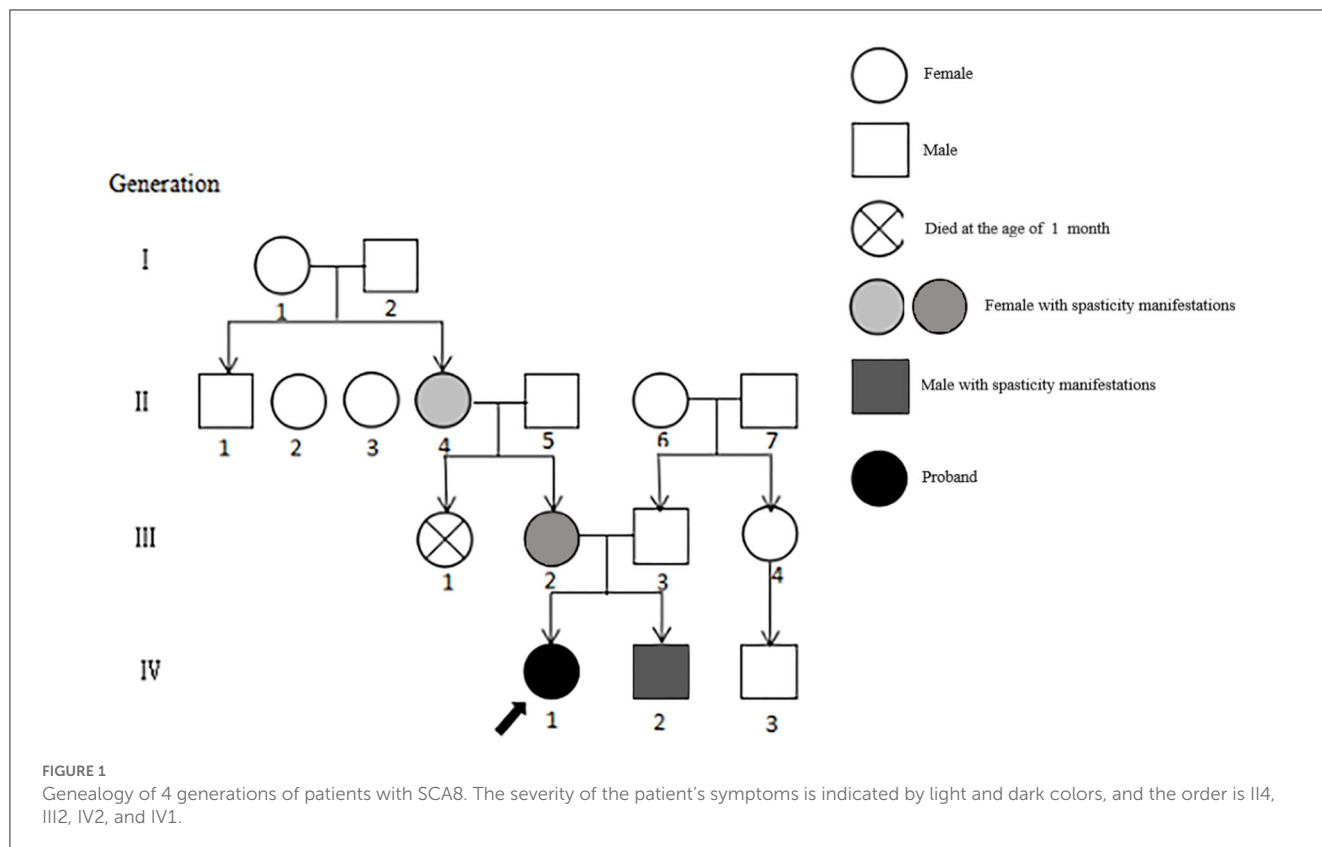 Female
Male
Generation
Died at the age of 1 month
I
1
2
Female with spasticity manifestations
Male with spasticity manifestations
II
1 2 3 4 5 6 7
Proband
III
1 2 3 4
IV
1 2 3
FIGURE 1
Genealogy of 4 generations of patients with SCA8. The severity of the patient's symptoms is indicated by light and dark colors, and the order is II4,
III2, IV2, and IV1.